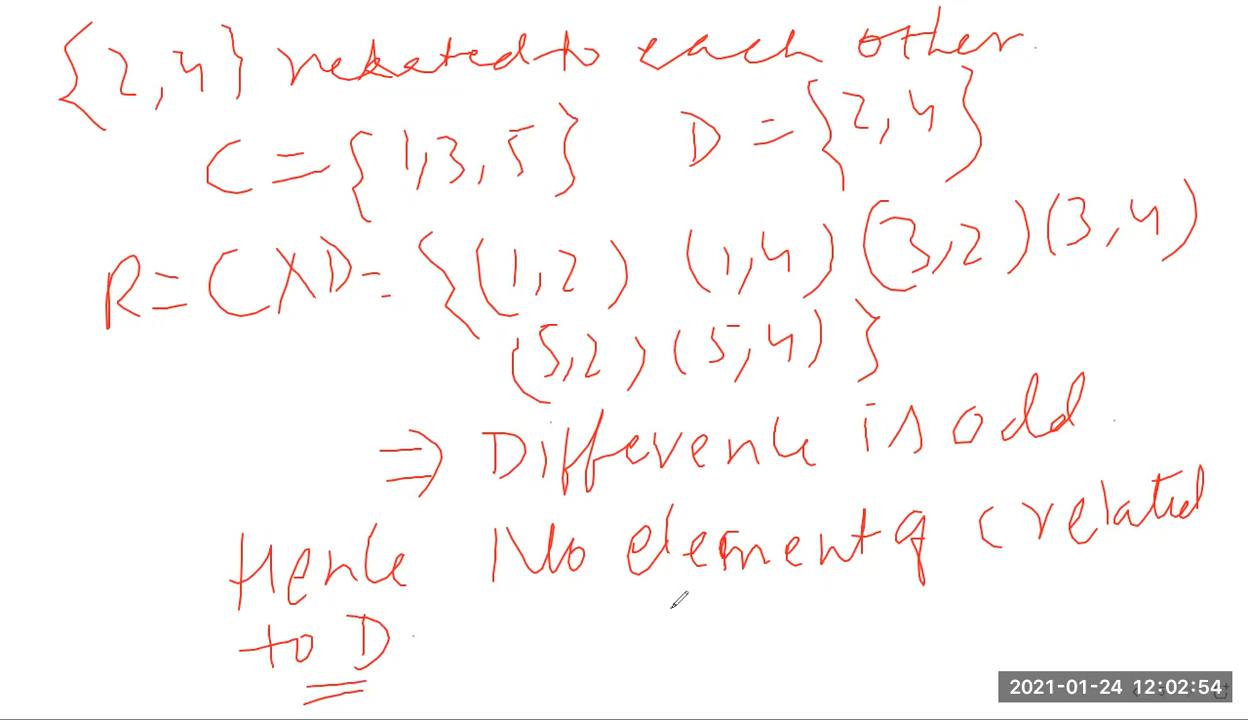 {2,4} related to each other.
C = {1,3,5} D = {2,4}
R = C X D = {(1,2) (1,4) (3,2) (3,4)
(5,2) (5,4)}
⇒ Difference is odd.
Hence No element of C related
to D
2021-01-24 12:02:54